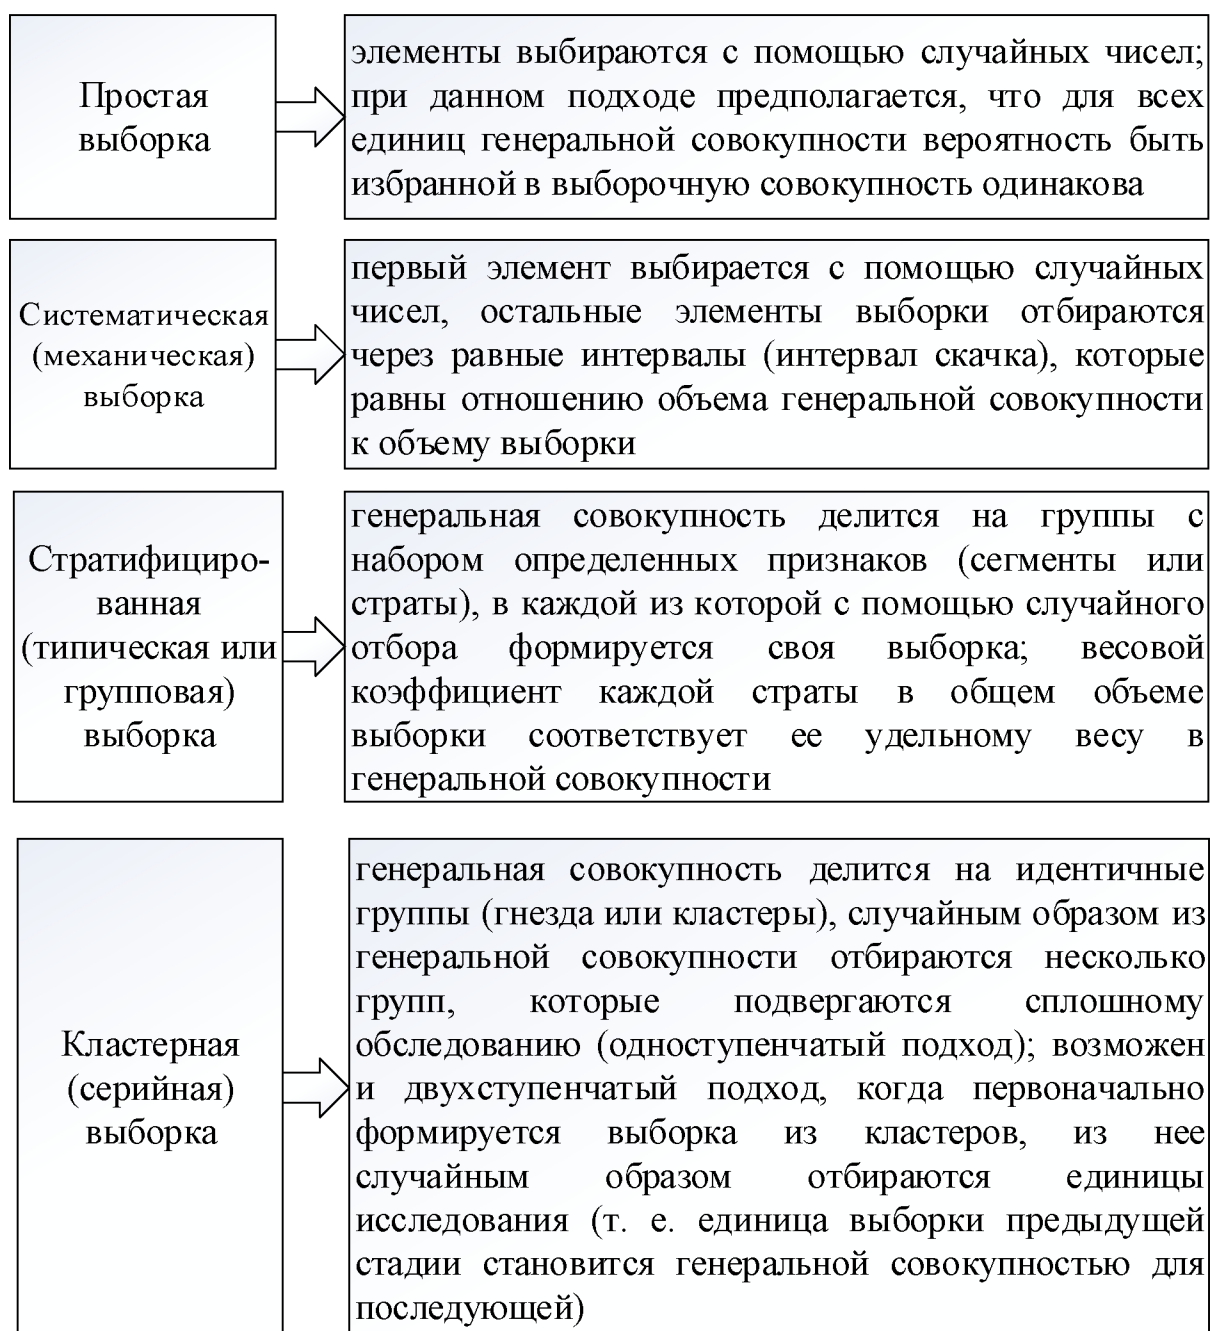 Простая
выборка
элементы выбираются с помощью случайных чисел;
при данном подходе предполагается, что для всех
единиц генеральной совокупности вероятность быть
избранной в выборочную совокупность одинакова
Систематическая
(механическая)
выборка
первый элемент выбирается с помощью случайных
чисел, остальные элементы выборки отбираются
через равные интервалы (интервал скачка), которые
равны отношению объема генеральной совокупности
к объему выборки
Стратифициро-
ванная
(типическая или
групповая)
выборка
генеральная совокупность делится на группы с
набором определенных признаков (сегменты или
страты), в каждой из которой с помощью случайного
отбора формируется своя выборка; весовой
коэффициент каждой страты в общем объеме
выборки соответствует ее удельному весу в
генеральной совокупности
Кластерная
(серийная)
выборка
генеральная совокупность делится на идентичные
группы (гнезда или кластеры), случайным образом из
генеральной совокупности отбираются несколько
групп, которые подвергаются сплошному
обследованию (одноступенчатый подход); возможен
и двухступенчатый подход, когда первоначально
формируется выборка из кластеров, из нее
случайным образом отбираются единицы
исследования (т. е. единица выборки предыдущей
стадии становится генеральной совокупностью для
последующей)